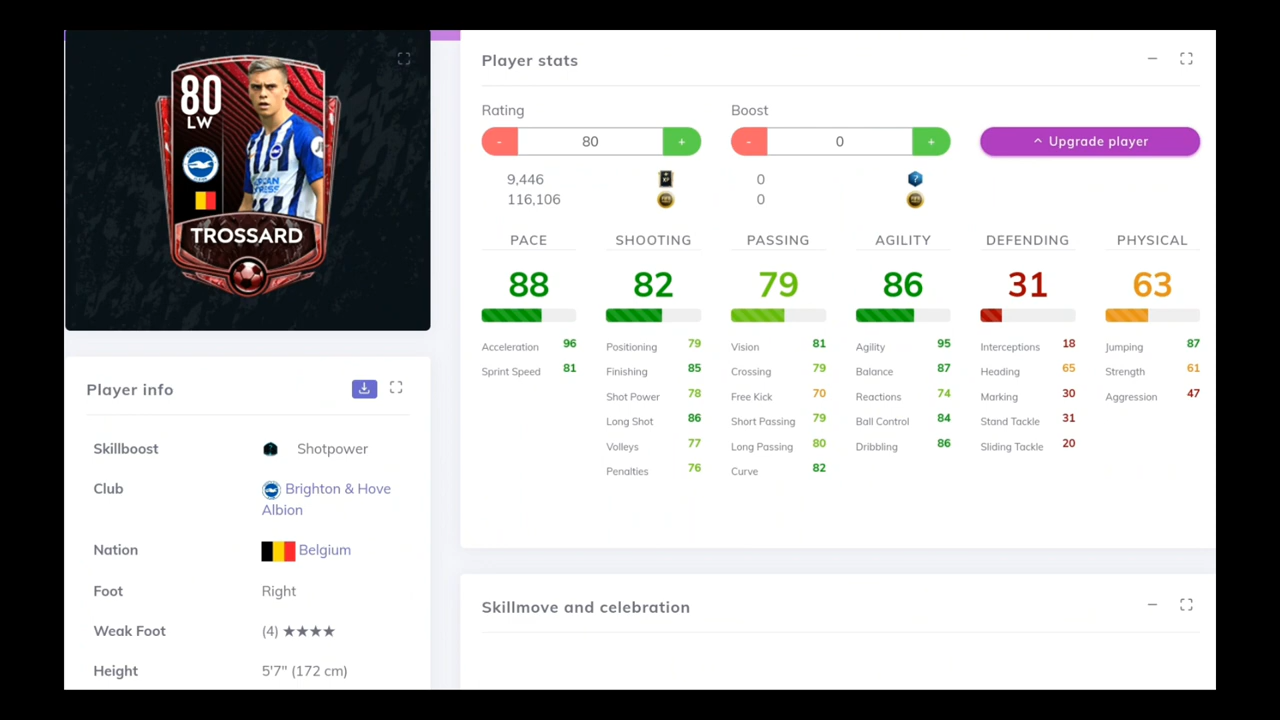 80
LW
TROSSARD
Player info
Skillboost Shotpower
Club Brighton & Hove
Albion
Nation Belgium
Foot Right
Weak Foot (4) ★★★★
Height 5'7" (172 cm)
Player stats
Rating Boost
- 80 + - 0 + Upgrade player
9,446 XP 0
116,106 0
PACE SHOOTING PASSING AGILITY DEFENDING PHYSICAL
88 82 79 86 31 63
Acceleration 96 Positioning 79 Vision 81 Agility 95 Interceptions 18 Jumping 87
Sprint Speed 81 Finishing 85 Crossing 79 Balance 87 Heading 65 Strength 61
Shot Power 78 Free Kick 70 Reactions 74 Marking 30 Aggression 47
Long Shot 86 Short Passing 79 Ball Control 84 Stand Tackle 31
Volleys 77 Long Passing 80 Dribbling 86 Sliding Tackle 20
Penalties 76 Curve 82
Skillmove and celebration